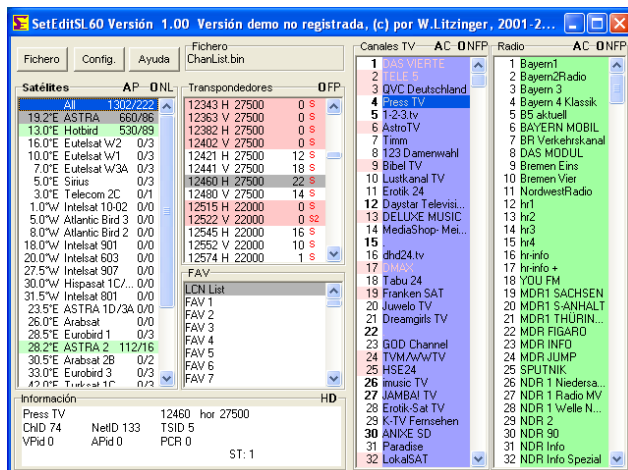 SetEditSL60 Versión 1.00 Versión demo no registrada, (c) por W.Litzinger, 2001-2...
Fichero Config. Ayuda
Fichero
ChanList.bin
Satélites AP ONL
All 1302/222
19.2°E ASTRA 660/86
13.0°E Hotbird 530/89
16.0°E Eutelsat W2 0/3
10.0°E Eutelsat W1 0/3
7.0°E Eutelsat W3A 0/3
5.0°E Sirius 0/3
3.0°E Telecom 2C 0/1
1.0°W Intelsat 10-02 0/0
5.0°W Atlantic Bird 3 0/0
8.0°W Atlantic Bird 2 0/0
18.0°W Intelsat 901 0/0
20.0°W Intelsat 603 0/0
27.5°W Intelsat 907 0/0
30.0°W Hispasat 1C/... 0/0
31.5°W Intelsat 801 0/0
23.5°E ASTRA 1D/3A 0/0
26.0°E Arabsat 0/0
28.5°E Eurobird 1 0/3
28.2°E ASTRA 2 112/16
30.5°E Arabsat 2B 0/2
33.0°E Eurobird 3 0/3
42.0°E Turksat 1C 0/3
Transpondedores OFP
12343 H 27500 0 S
12363 V 27500 0 S
12382 H 27500 0 S
12402 V 27500 0 S
12421 H 27500 12 S
12441 V 27500 18 S
12460 H 27500 22 S
12480 V 27500 14 S
12515 H 22000 0 S
12522 V 22000 0 S2
12545 H 22000 16 S
12552 V 22000 10 S
12574 H 22000 1 S
FAV
LCN List
FAV 1
FAV 2
FAV 3
FAV 4
FAV 5
FAV 6
FAV 7
Canales TV AC ONFP
1 DAS VIERTE
2 TELE 5
3 QVC Deutschland
4 Press TV
5 1-2-3.tv
6 AstroTV
7 Timm
8 123 Damenwahl
9 Bibel TV
10 Lustkanal TV
11 Erotik 24
12 Daystar Televisi...
13 DELUXE MUSIC
14 MediaShop- Mei...
15 .
16 dhd24.tv
17 DMAX
18 Tabu 24
19 Franken SAT
20 Juwelo TV
21 Dreamgirls TV
22
23 GOD Channel
24 TVM/WWTV
25 HSE24
26 imusic TV
27 JAMBA! TV
28 Erotik-Sat TV
29 K-TV Fernsehen
30 ANIXE SD
31 Paradise
32 LokalSAT
Radio AC ONFP
1 Bayern1
2 Bayern2Radio
3 Bayern 3
4 Bayern 4 Klassik
5 B5 aktuell
6 BAYERN MOBIL
7 BR Verkehrskanal
8 DAS MODUL
9 Bremen Eins
10 Bremen Vier
11 NordwestRadio
12 hr1
13 hr2
14 hr3
15 hr4
16 hr-info
17 hr-info +
18 YOU FM
19 MDR1 SACHSEN
20 MDR1 S-ANHALT
21 MDR1 THÜRIN...
22 MDR FIGARO
23 MDR INFO
24 MDR JUMP
25 SPUTNIK
26 NDR 1 Niedersa...
27 NDR 1 Radio MV
28 NDR 1 Welle N...
29 NDR 2
30 NDR 90
31 NDR Info
32 NDR Info Spezial
Información HD
Press TV 12460 hor 27500
ChID 74 NetID 133 TSID 5
VPid 0 APid 0 PCR 0
ST: 1